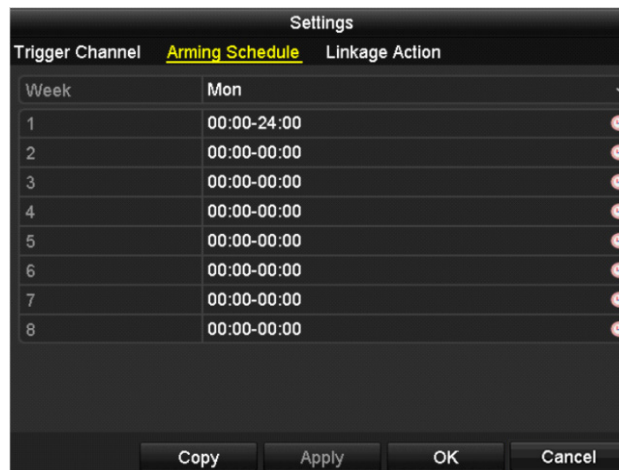 Settings
Trigger Channel Arming Schedule Linkage Action
Week Mon
1 00:00-24:00
2 00:00-00:00
3 00:00-00:00
4 00:00-00:00
5 00:00-00:00
6 00:00-00:00
7 00:00-00:00
8 00:00-00:00
Copy Apply OK Cancel